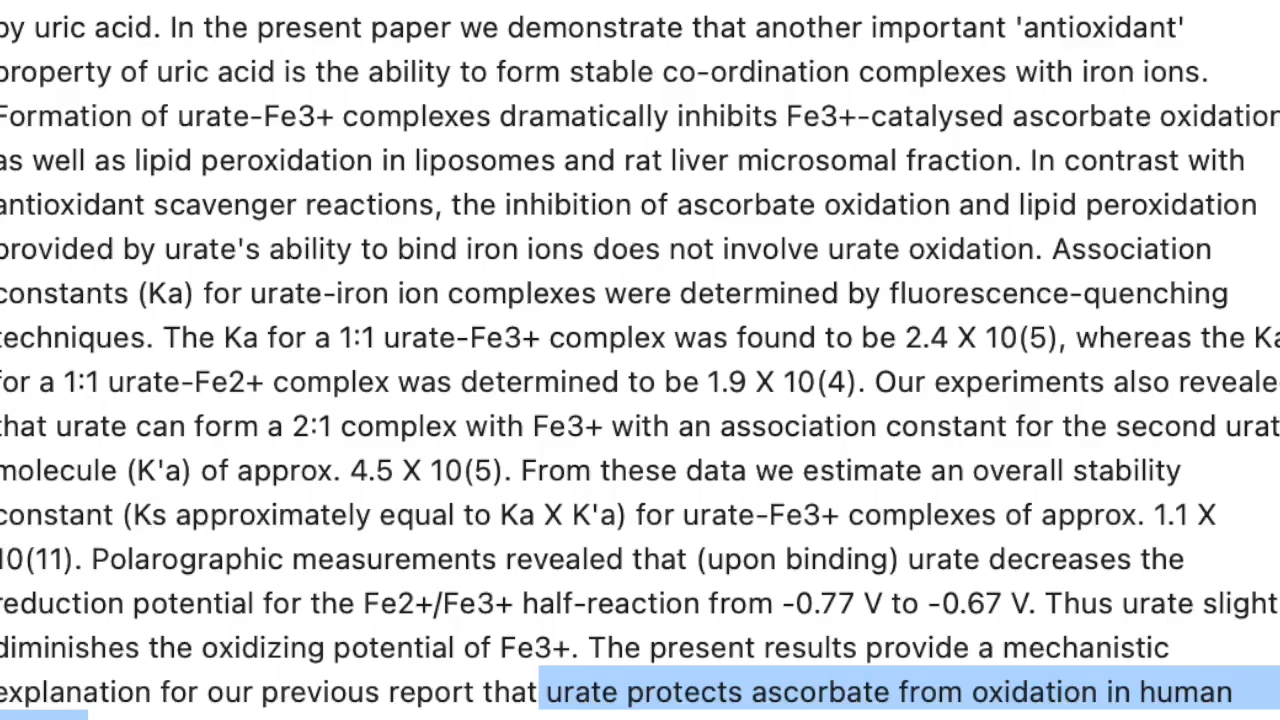 by uric acid. In the present paper we demonstrate that another important 'antioxidant'
property of uric acid is the ability to form stable co-ordination complexes with iron ions.
Formation of urate-Fe3+ complexes dramatically inhibits Fe3+-catalysed ascorbate oxidation
as well as lipid peroxidation in liposomes and rat liver microsomal fraction. In contrast with
antioxidant scavenger reactions, the inhibition of ascorbate oxidation and lipid peroxidation
provided by urate's ability to bind iron ions does not involve urate oxidation. Association
constants (Ka) for urate-iron ion complexes were determined by fluorescence-quenching
techniques. The Ka for a 1:1 urate-Fe3+ complex was found to be 2.4 X 10(5), whereas the Ka
for a 1:1 urate-Fe2+ complex was determined to be 1.9 X 10(4). Our experiments also reveale
that urate can form a 2:1 complex with Fe3+ with an association constant for the second urat
molecule (K'a) of approx. 4.5 X 10(5). From these data we estimate an overall stability
constant (Ks approximately equal to Ka X K'a) for urate-Fe3+ complexes of approx. 1.1 X
10(11). Polarographic measurements revealed that (upon binding) urate decreases the
reduction potential for the Fe2+/Fe3+ half-reaction from -0.77 V to -0.67 V. Thus urate slight
diminishes the oxidizing potential of Fe3+. The present results provide a mechanistic
explanation for our previous report that urate protects ascorbate from oxidation in human